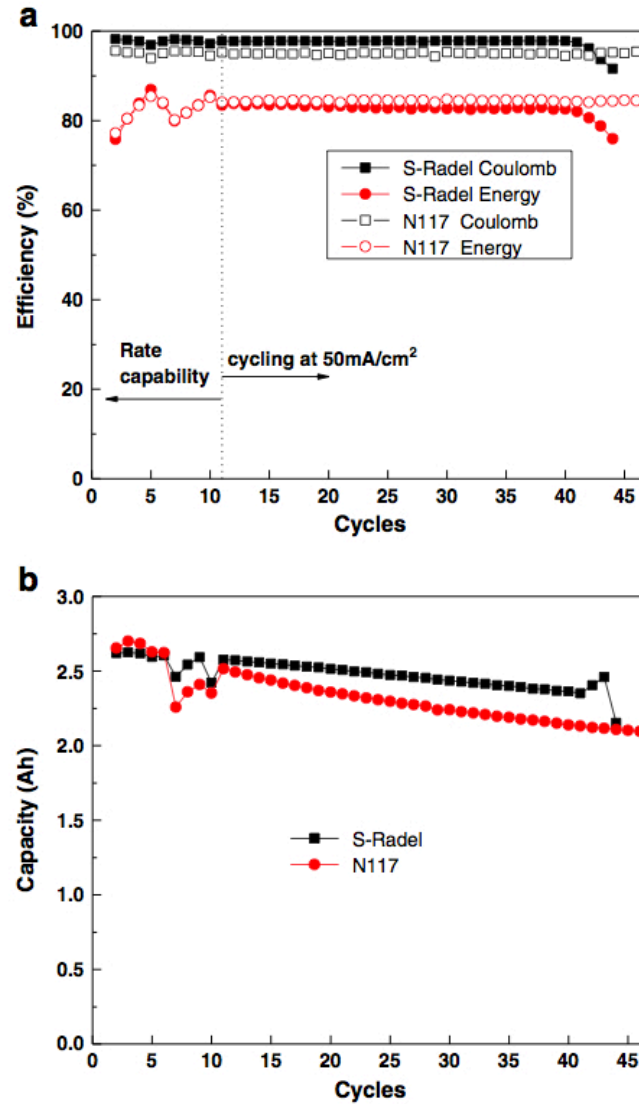 a
100
80
60
40
20
0
Efficiency (%)
S-Radel Coulomb
S-Radel Energy
N117 Coulomb
N117 Energy
Rate
capability
cycling at 50mA/cm²
0 5 10 15 20 25 30 35 40 45
Cycles
b
3.0
2.5
2.0
1.5
1.0
0.5
0.0
Capacity (Ah)
S-Radel
N117
0 5 10 15 20 25 30 35 40 45
Cycles